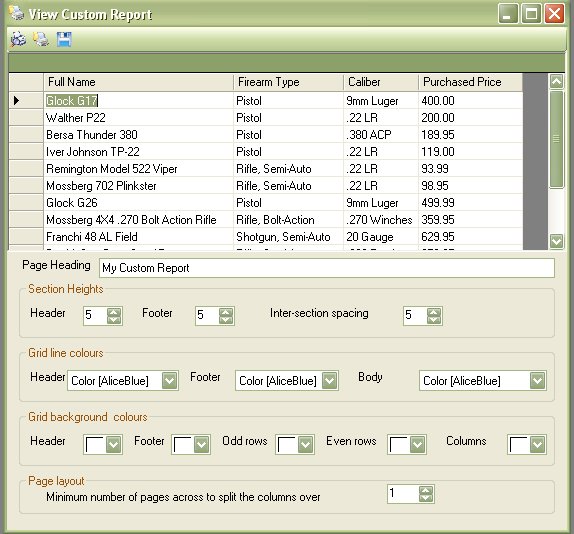 View Custom Report
Full Name Firearm Type Caliber Purchased Price
Glock G17 Pistol 9mm Luger 400.00
Walther P22 Pistol .22 LR 200.00
Bersa Thunder 380 Pistol .380 ACP 189.95
Iver Johnson TP-22 Pistol .22 LR 119.00
Remington Model 522 Viper Rifle, Semi-Auto .22 LR 93.99
Mossberg 702 Plinkster Rifle, Semi-Auto .22 LR 98.95
Glock G26 Pistol 9mm Luger 499.99
Mossberg 4X4 .270 Bolt Action Rifle Rifle, Bolt-Action .270 Winches 359.95
Franchi 48 AL Field Shotgun, Semi-Auto 20 Gauge 629.95
Page Heading My Custom Report
Section Heights
Header 5 Footer 5 Inter-section spacing 5
Grid line colours
Header Color [AliceBlue] Footer Color [AliceBlue] Body Color [AliceBlue]
Grid background colours
Header Footer Odd rows Even rows Columns
Page layout
Minimum number of pages across to split the columns over 1